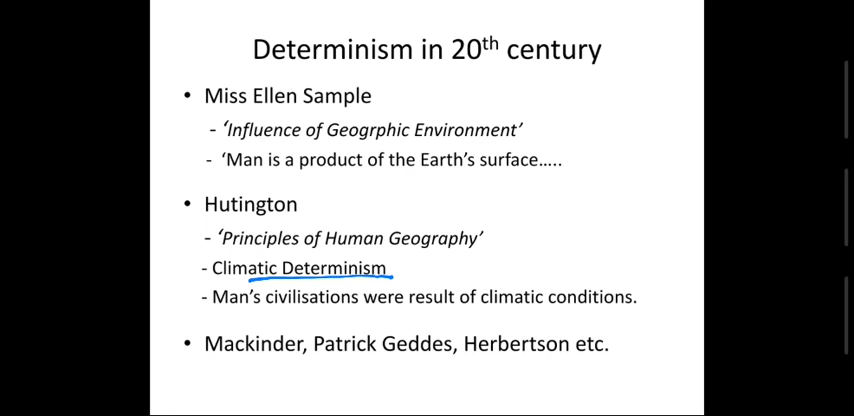 Determinism in 20th century
• Miss Ellen Sample
- ‘Influence of Geogrphic Environment’
- ‘Man is a product of the Earth’s surface…..
• Hutington
- ‘Principles of Human Geography’
- Climatic Determinism
- Man’s civilisations were result of climatic conditions.
• Mackinder, Patrick Geddes, Herbertson etc.